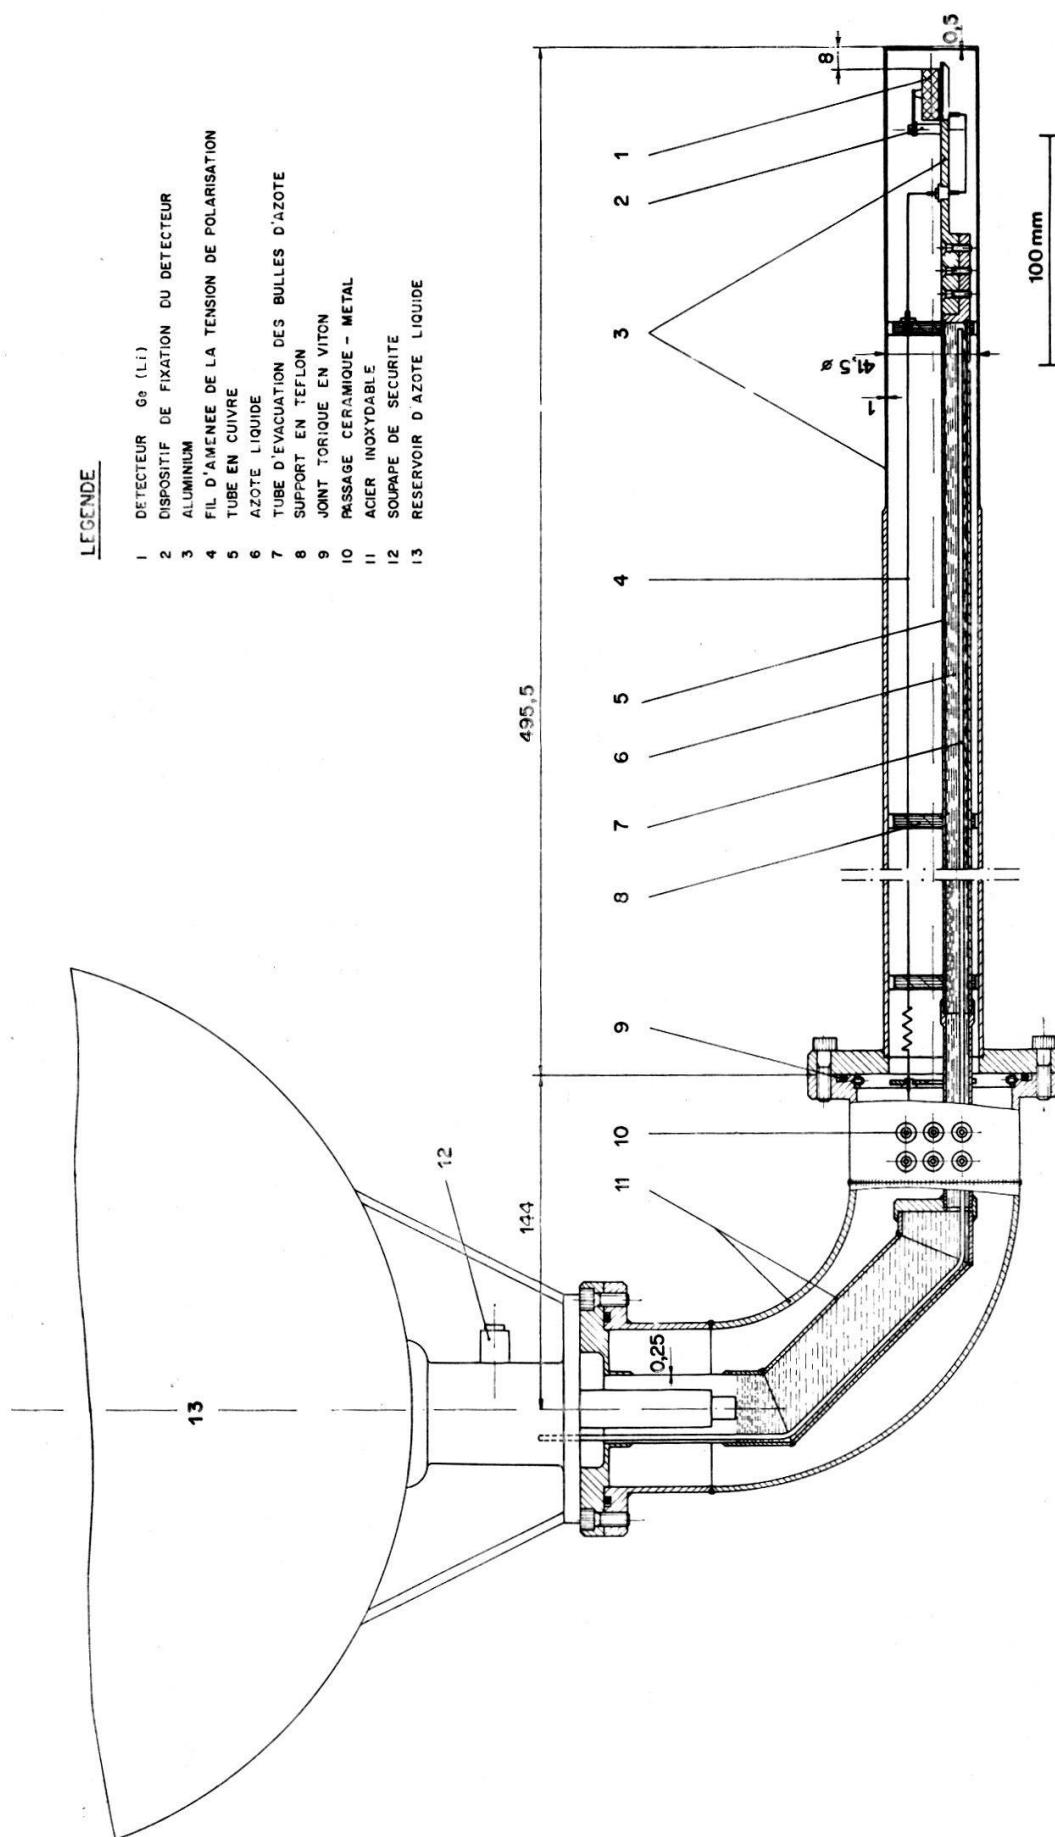 LEGENDE
1 DETECTEUR Ge (Li)
2 DISPOSITIF DE FIXATION DU DETECTEUR
3 ALUMINIUM
4 FIL D'AMENEE DE LA TENSION DE POLARISATION
5 TUBE EN CUIVRE
6 AZOTE LIQUIDE
7 TUBE D'EVACUATION DES BULLES D'AZOTE
8 SUPPORT EN TEFLON
9 JOINT TORIQUE EN VITON
10 PASSAGE CERAMIQUE - METAL
11 ACIER INOXYDABLE
12 SOUPAPE DE SECURITE
13 RESERVOIR D'AZOTE LIQUIDE
13
12
144
495,5
11
10
9
8
7
6
5
4
3
2
1
0,25
1
41,5 ø
8
0,5
100 mm